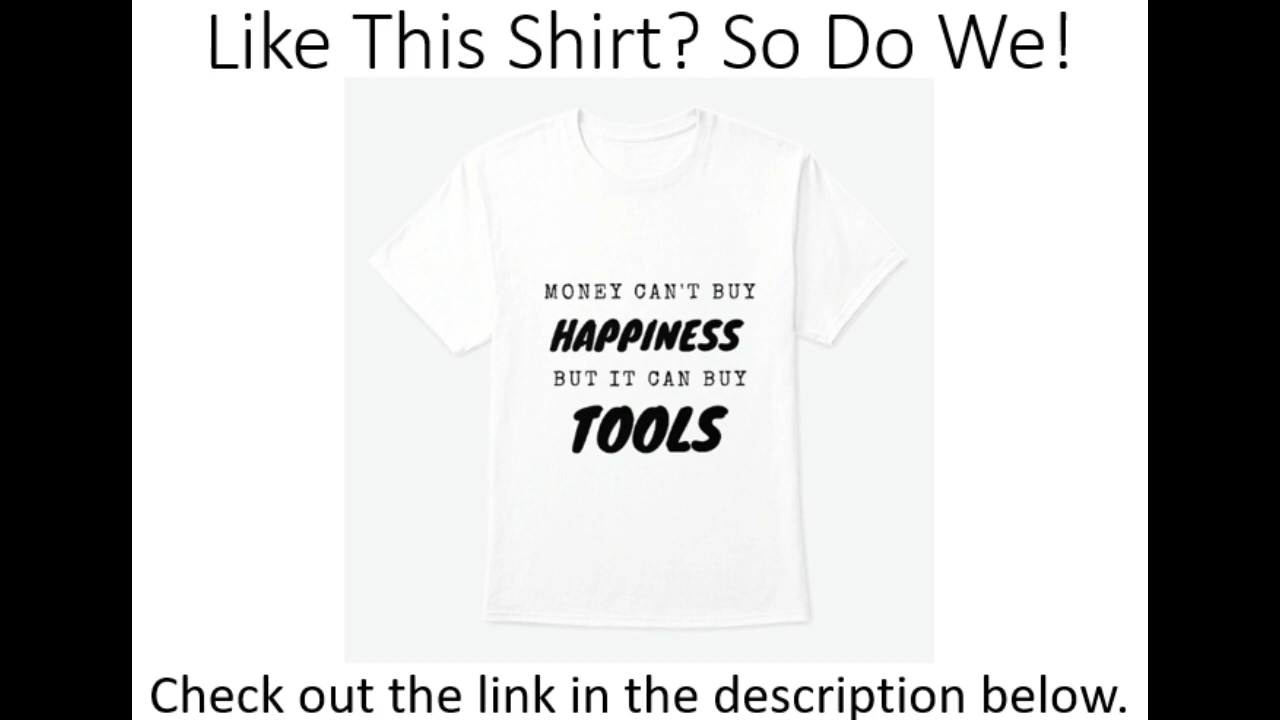 Like This Shirt? So Do We!
MONEY CAN'T BUY
HAPPINESS
BUT IT CAN BUY
TOOLS
Check out the link in the description below.